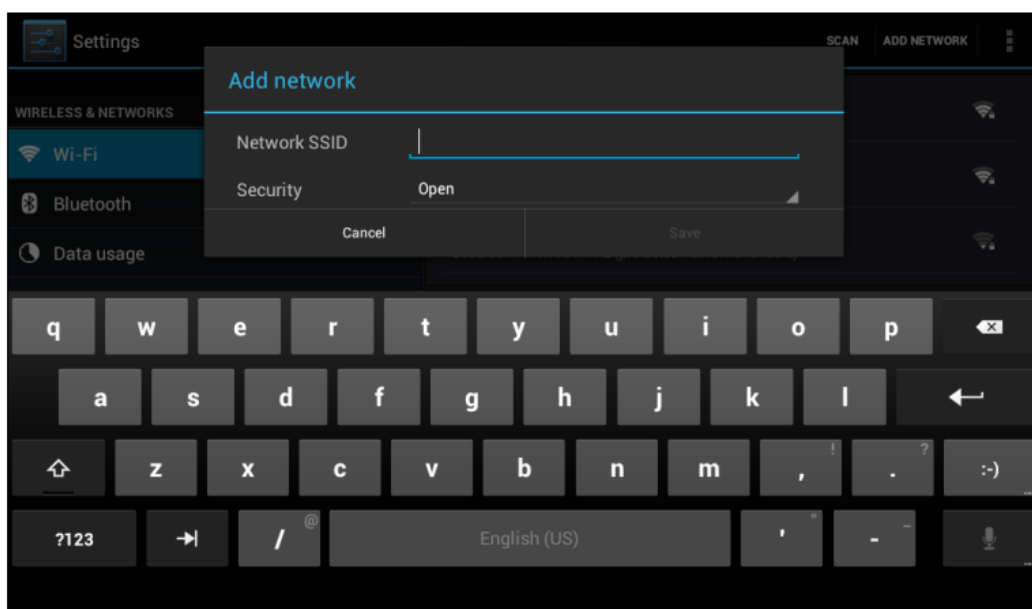 Settings
SCAN ADD NETWORK
Add network
WIRELESS & NETWORKS
Network SSID
Wi-Fi
Security Open
Bluetooth
Cancel Save
Data usage
q w e r t y u i o p
a s d f g h j k l
z x c v b n m , ! . ? :-)
?123 / @ English (US) ' " - _